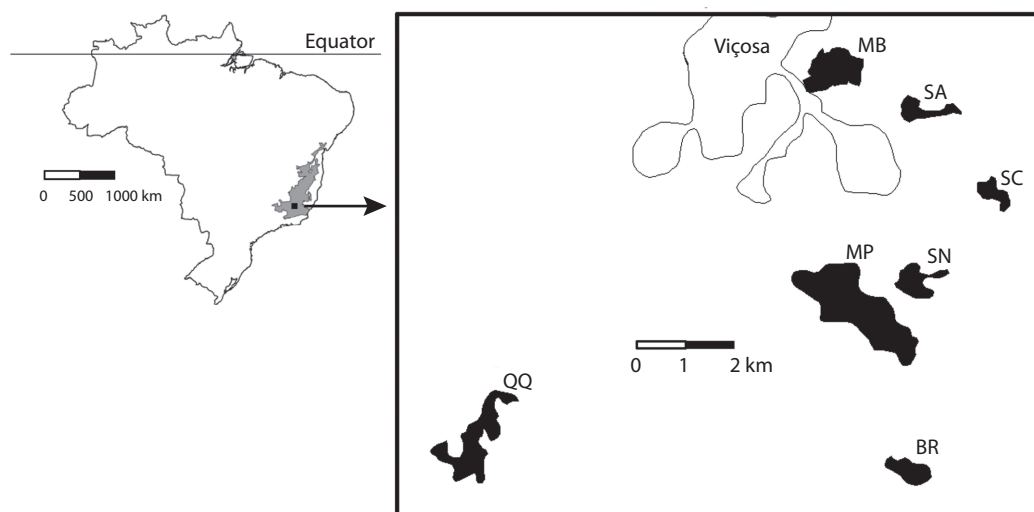 Equator
0 500 1000 km
Viçosa
MB
SA
SC
MP
SN
0 1 2 km
QQ
BR